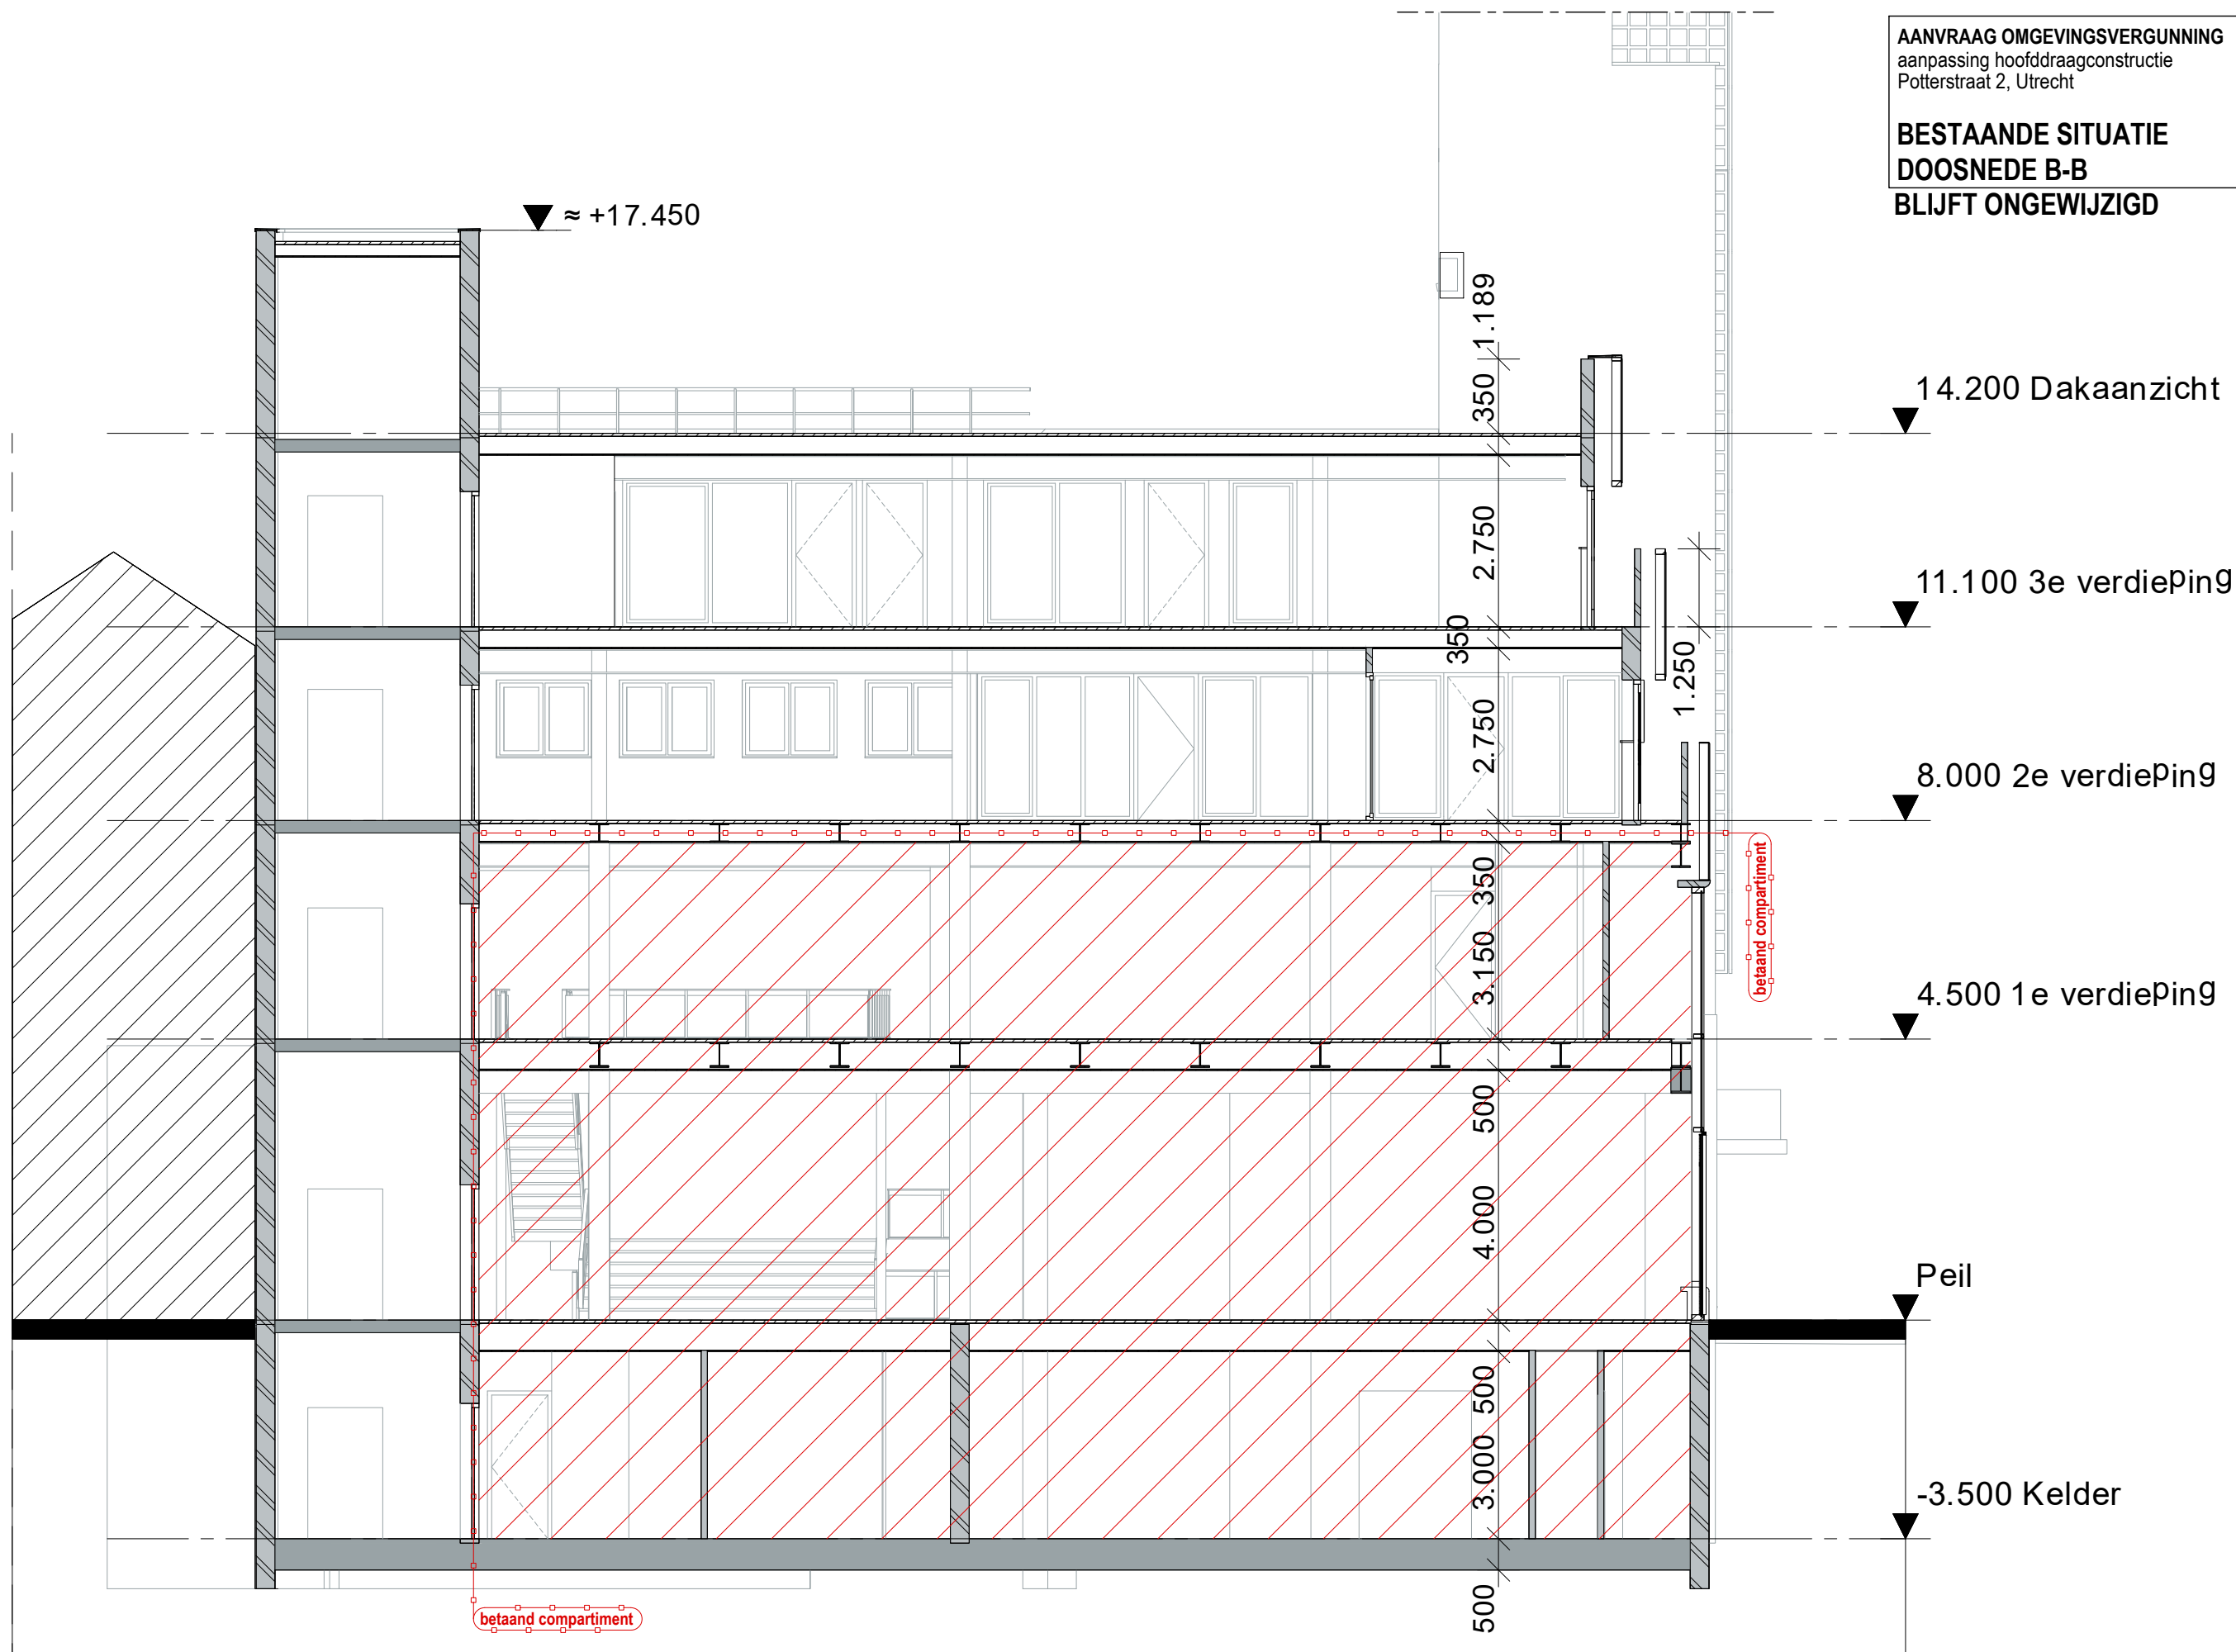 AANVRAAG OMGEVINGSVERGUNNING
aanpassing hoofddraagconstructie
Potterstraat 2, Utrecht
BESTAANDE SITUATIE
DOOSNEDE B-B
BLIJFT ONGEWIJZIGD
≈ +17.450
1.189
350
14.200 Dakaanzicht
2.750
11.100 3e verdieping
350
1.250
2.750
8.000 2e verdieping
betaand compartiment
350
3.150
4.500 1e verdieping
500
4.000
Peil
500
3.000
-3.500 Kelder
500
betaand compartiment